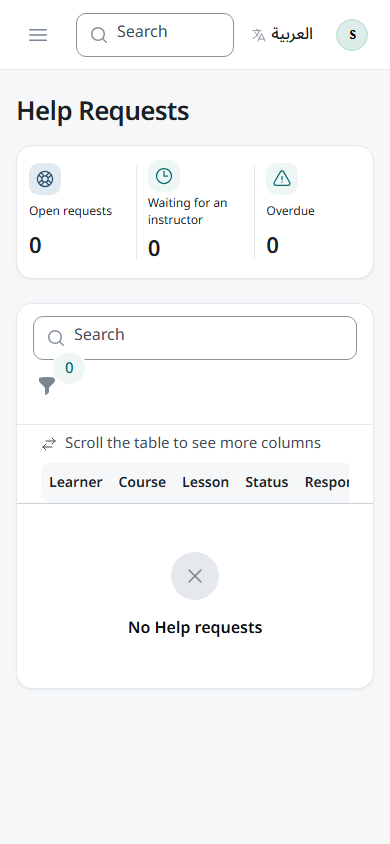 Search
العربية
S
Help Requests
Open requests
0
Waiting for an
instructor
0
Overdue
0
Search
0
Scroll the table to see more columns
Learner Course Lesson Status Respon
No Help requests